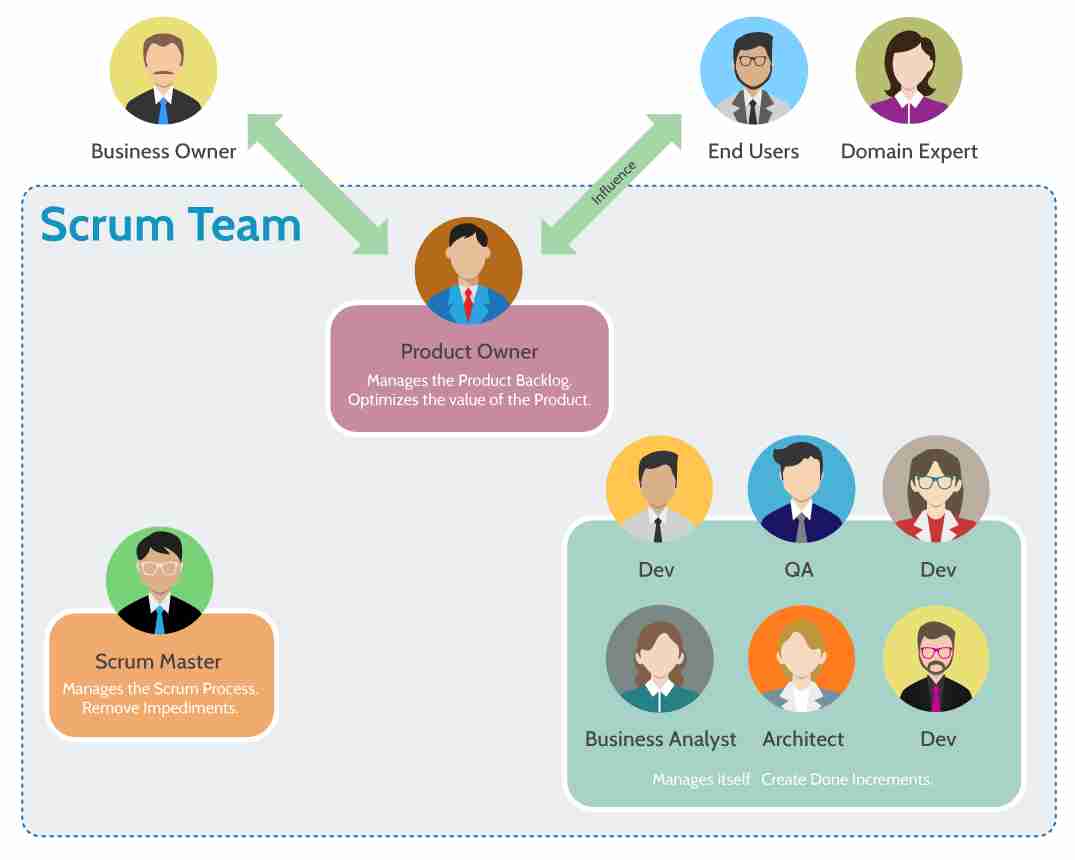 Business Owner
End Users
Domain Expert
Influence
Scrum Team
Product Owner
Manages the Product Backlog.
Optimizes the value of the Product.
Dev
QA
Dev
Scrum Master
Manages the Scrum Process.
Remove Impediments.
Business Analyst
Architect
Dev
Manages itself Create Done Increments.